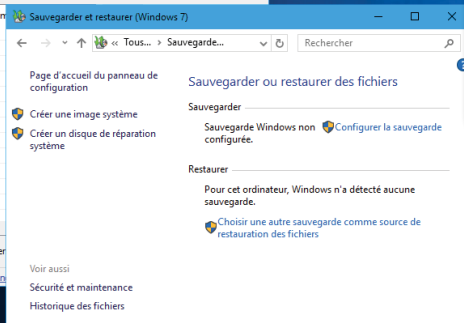 Sauvegarder et restaurer (Windows 7)
« Tous... > Sauvegarde...
Rechercher
Page d'accueil du panneau de
configuration
Créer une image système
Créer un disque de réparation
système
Sauvegarder ou restaurer des fichiers
Sauvegarder
Sauvegarde Windows non
configurée.
Configurer la sauvegarde
Restaurer
Pour cet ordinateur, Windows n'a détecté aucune
sauvegarde.
Choisir une autre sauvegarde comme source de
restauration des fichiers
Voir aussi
Sécurité et maintenance
Historique des fichiers